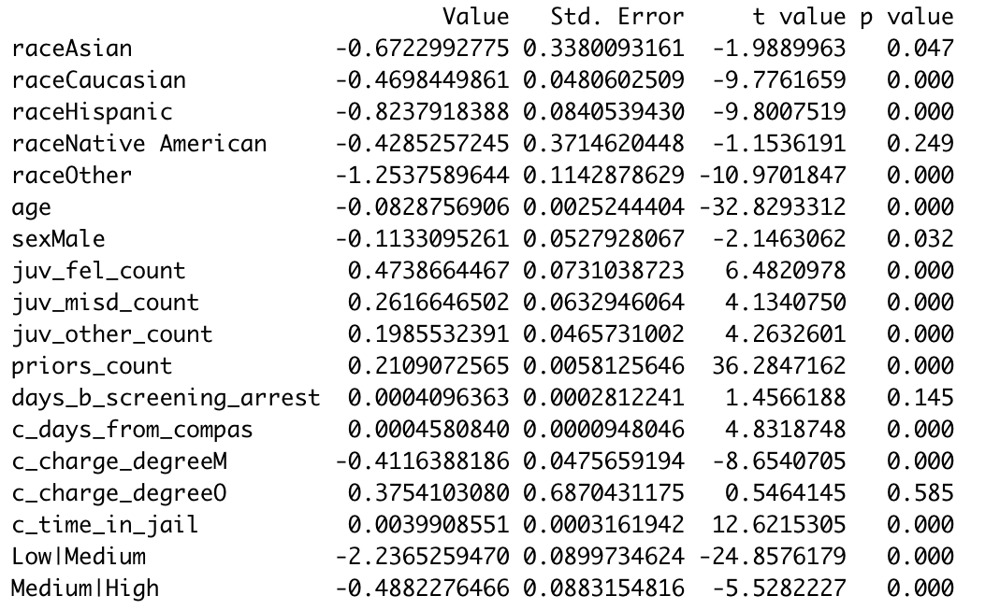 Value Std. Error t value p value
raceAsian -0.6722992775 0.3380093161 -1.9889963 0.047
raceCaucasian -0.4698449861 0.0480602509 -9.7761659 0.000
raceHispanic -0.8237918388 0.0840539430 -9.8007519 0.000
raceNative American -0.4285257245 0.3714620448 -1.1536191 0.249
raceOther -1.2537589644 0.1142878629 -10.9701847 0.000
age -0.0828756906 0.0025244404 -32.8293312 0.000
sexMale -0.1133095261 0.0527928067 -2.1463062 0.032
juv_fel_count 0.4738664467 0.0731038723 6.4820978 0.000
juv_misd_count 0.2616646502 0.0632946064 4.1340750 0.000
juv_other_count 0.1985532391 0.0465731002 4.2632601 0.000
priors_count 0.2109072565 0.0058125646 36.2847162 0.000
days_b_screening_arrest 0.0004096363 0.0002812241 1.4566188 0.145
c_days_from_compas 0.0004580840 0.0000948046 4.8318748 0.000
c_charge_degreeM -0.4116388186 0.0475659194 -8.6540705 0.000
c_charge_degreeO 0.3754103080 0.6870431175 0.5464145 0.585
c_time_in_jail 0.0039908551 0.0003161942 12.6215305 0.000
Low|Medium -2.2365259470 0.0899734624 -24.8576179 0.000
Medium|High -0.4882276466 0.0883154816 -5.5282227 0.000